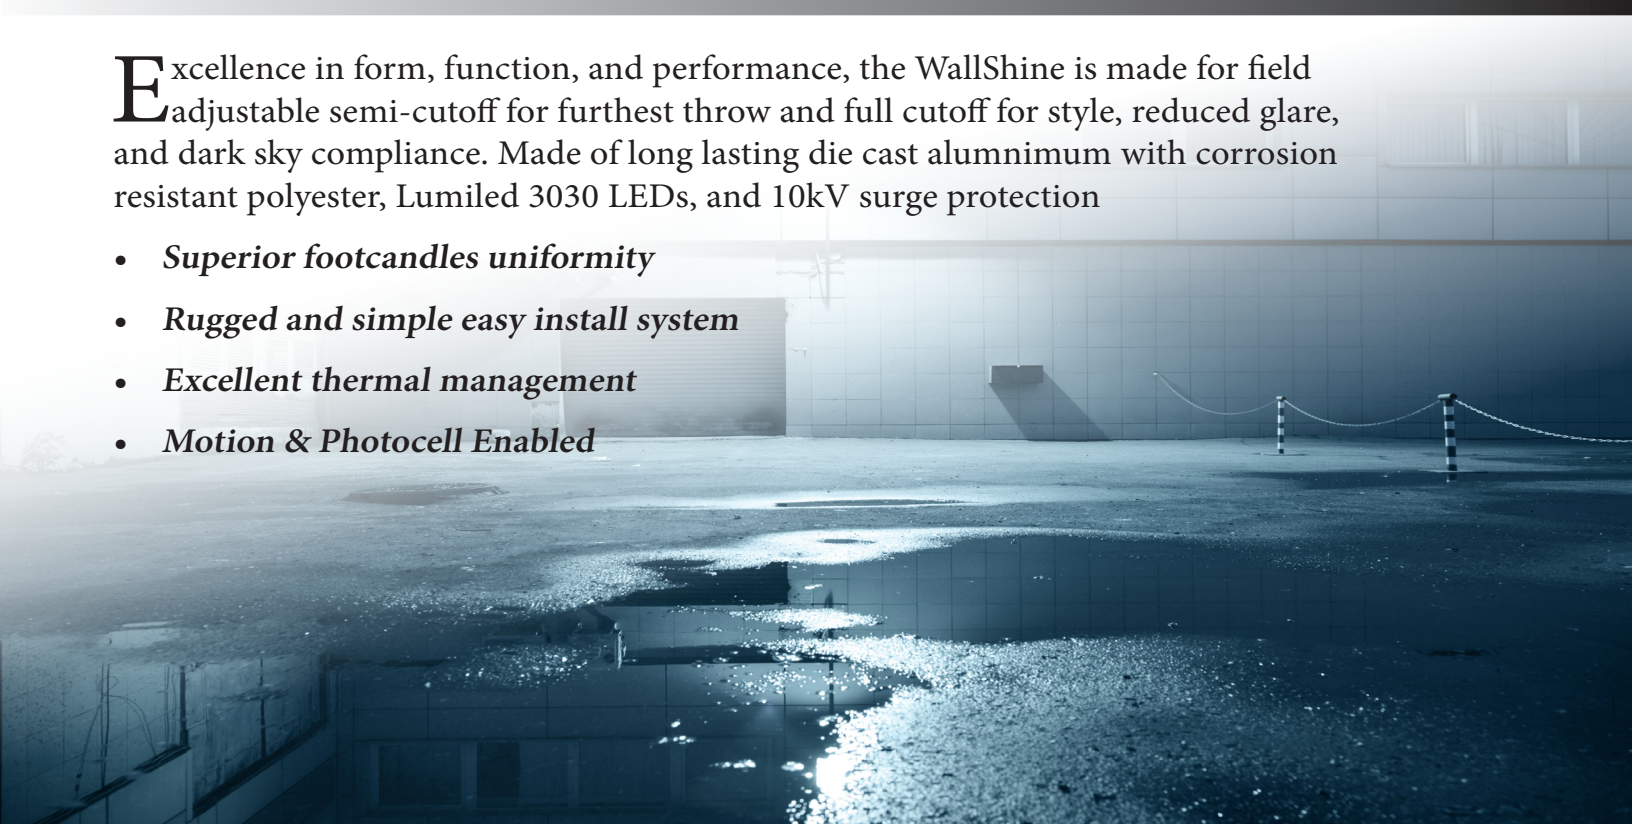 Excellence in form, function, and performance, the WallShine is made for field
adjustable semi-cutoff for furthest throw and full cutoff for style, reduced glare,
and dark sky compliance. Made of long lasting die cast alumnimum with corrosion
resistant polyester, Lumiled 3030 LEDs, and 10kV surge protection
• Superior footcandles uniformity
• Rugged and simple easy install system
• Excellent thermal management
• Motion & Photocell Enabled